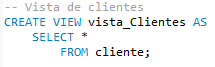 -- Vista de clientes
CREATE VIEW vista_Clientes AS
SELECT *
FROM cliente;